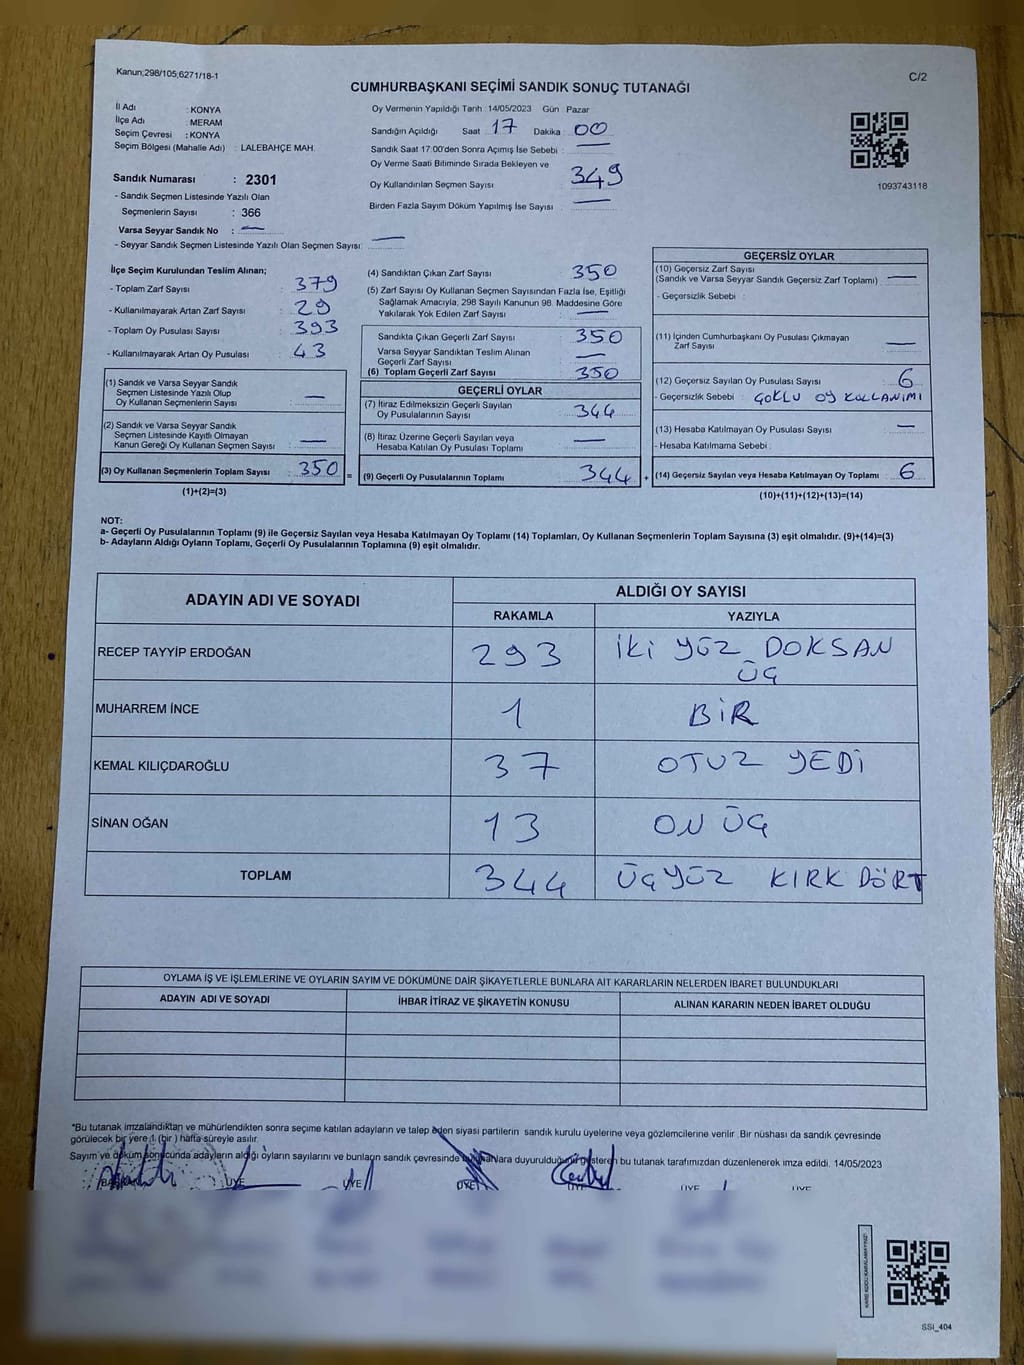 Kanun;298/105;6271/18-1
C/2
CUMHURBAŞKANI SEÇİMİ SANDIK SONUÇ TUTANAĞI
İl Adı : KONYA
İlçe Adı : MERAM
Seçim Çevresi : KONYA
Seçim Bölgesi (Mahalle Adı) : LALEBAHÇE MAH.
Oy Vermenin Yapıldığı Tarih : 14/05/2023 Gün Pazar
Sandığın Açıldığı Saat 17 Dakika : 00
Sandık Saat 17:00'den Sonra Açımış İse Sebebi : —
Oy Verme Saati Bitiminde Sırada Bekleyen ve
Oy Kullandırılan Seçmen Sayısı 349
Birden Fazla Sayım Döküm Yapılmış İse Sayısı —
1093743118
Sandık Numarası : 2301
- Sandık Seçmen Listesinde Yazılı Olan
Seçmenlerin Sayısı : 366
Varsa Seyyar Sandık No : —
- Seyyar Sandık Seçmen Listesinde Yazılı Olan Seçmen Sayısı: —
İlçe Seçim Kurulundan Teslim Alınan;
- Toplam Zarf Sayısı : 379
- Kullanılmayarak Artan Zarf Sayısı : 29
- Toplam Oy Pusulası Sayısı : 393
- Kullanılmayarak Artan Oy Pusulası : 43
(1) Sandık ve Varsa Seyyar Sandık
Seçmen Listesinde Yazılı Olup
Oy Kullanan Seçmenlerin Sayısı : —
(2) Sandık ve Varsa Seyyar Sandık
Seçmen Listesinde Kayıtlı Olmayan
Kanun Gereği Oy Kullanan Seçmen Sayısı : —
(3) Oy Kullanan Seçmenlerin Toplam Sayısı : 350 =
(1)+(2)=(3)
(4) Sandıktan Çıkan Zarf Sayısı 350
(5) Zarf Sayısı Oy Kullanan Seçmen Sayısından Fazla İse, Eşitliği
Sağlamak Amacıyla; 298 Sayılı Kanunun 98. Maddesine Göre
Yakılarak Yok Edilen Zarf Sayısı : —
Sandıkta Çıkan Geçerli Zarf Sayısı : 350
Varsa Seyyar Sandıktan Teslim Alınan
Geçerli Zarf Sayısı —
(6) Toplam Geçerli Zarf Sayısı : 350
GEÇERLİ OYLAR
(7) İtiraz Edilmeksizin Geçerli Sayılan
Oy Pusulalarının Sayısı : 344
(8) İtiraz Üzerine Geçerli Sayılan veya
Hesaba Katılan Oy Pusulası Toplamı : —
(9) Geçerli Oy Pusulalarının Toplamı : 344 +
GEÇERSİZ OYLAR
(10) Geçersiz Zarf Sayısı
(Sandık ve Varsa Seyyar Sandık Geçersiz Zarf Toplamı) : —
- Geçersizlik Sebebi :
(11) İçinden Cumhurbaşkanı Oy Pusulası Çıkmayan
Zarf Sayısı : —
(12) Geçersiz Sayılan Oy Pusulası Sayısı : 6
- Geçersizlik Sebebi : ÇOKLU OY KULLANIMI
(13) Hesaba Katılmayan Oy Pusulası Sayısı : —
- Hesaba Katılmama Sebebi :
(14) Geçersiz Sayılan veya Hesaba Katılmayan Oy Toplamı : 6
(10)+(11)+(12)+(13)=(14)
NOT:
a- Geçerli Oy Pusulalarının Toplamı (9) ile Geçersiz Sayılan veya Hesaba Katılmayan Oy Toplamı (14) Toplamları, Oy Kullanan Seçmenlerin Toplam Sayısına (3) eşit olmalıdır. (9)+(14)=(3)
b- Adayların Aldığı Oyların Toplamı, Geçerli Oy Pusulalarının Toplamına (9) eşit olmalıdır.
ADAYIN ADI VE SOYADI ALDIĞI OY SAYISI
RAKAMLA YAZIYLA
RECEP TAYYİP ERDOĞAN 293 İKİ YÜZ DOKSAN
ÜÇ
MUHARREM İNCE 1 BİR
KEMAL KILIÇDAROĞLU 37 OTUZ YEDİ
SİNAN OĞAN 13 ON ÜÇ
TOPLAM 344 ÜÇYÜZ KIRK DÖRT
OYLAMA İŞ VE İŞLEMLERİNE VE OYLARIN SAYIM VE DÖKÜMÜNE DAİR ŞİKAYETLERLE BUNLARA AİT KARARLARIN NELERDEN İBARET BULUNDUKLARI
ADAYIN ADI VE SOYADI İHBAR İTİRAZ VE ŞİKAYETİN KONUSU ALINAN KARARIN NEDEN İBARET OLDUĞU
*Bu tutanak imzalandıktan ve mühürlendikten sonra seçime katılan adayların ve talep eden siyasi partilerin sandık kurulu üyelerine veya gözlemcilerine verilir. Bir nüshası da sandık çevresinde
görülecek bir yere 1 (bir) hafta süreyle asılır.
Sayım ve döküm sonucunda adayların aldığı oyların sayılarını ve bunların sandık çevresinde duyurulduğunu gösteren bu tutanak tarafımızdan düzenlenerek imza edildi. 14/05/2023
BAŞKAN ÜYE ÜYE ÜYE ÜYE ÜYE ÜYE
SSİ_404